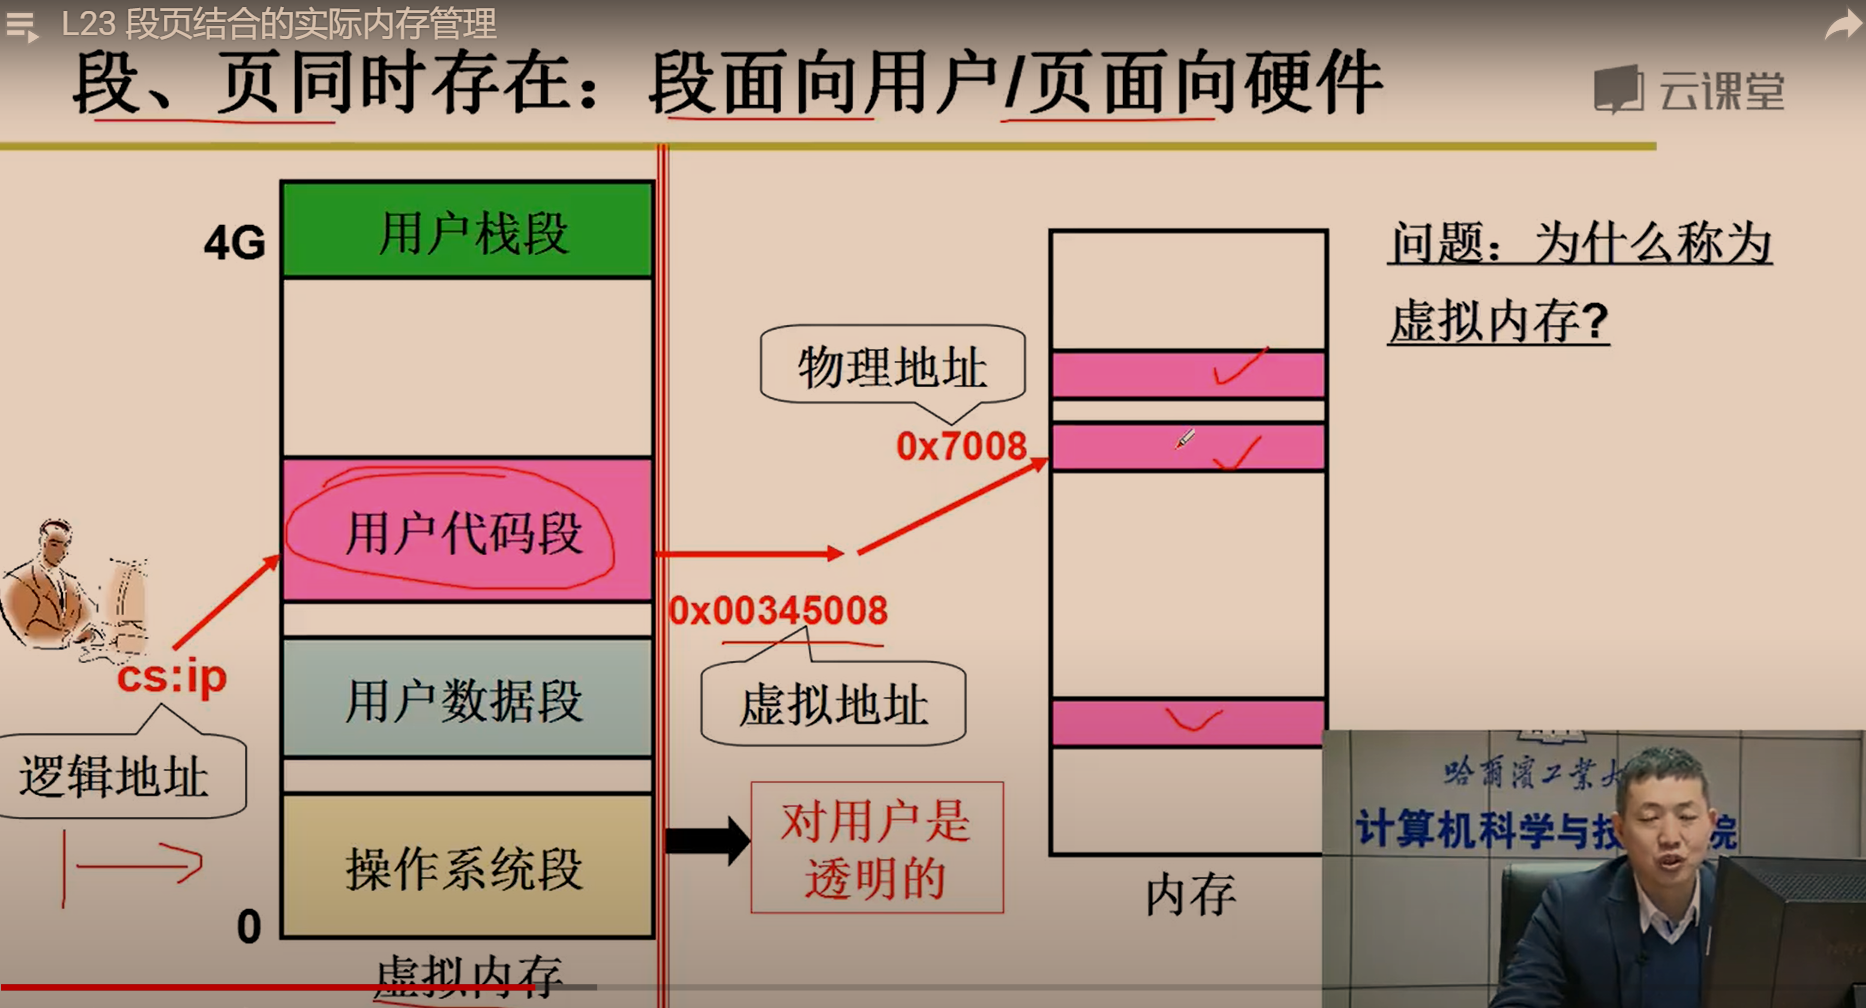 L23 段页结合的实际内存管理
段、页同时存在：段面向用户/页面向硬件
云课堂
4G
用户栈段
问题：为什么称为
虚拟内存?
物理地址
0x7008
用户代码段
0x00345008
cs:ip
用户数据段
虚拟地址
逻辑地址
对用户是
透明的
操作系统段
0
内存
虚拟内存
哈爾濱工業大
计算机科学与技
院